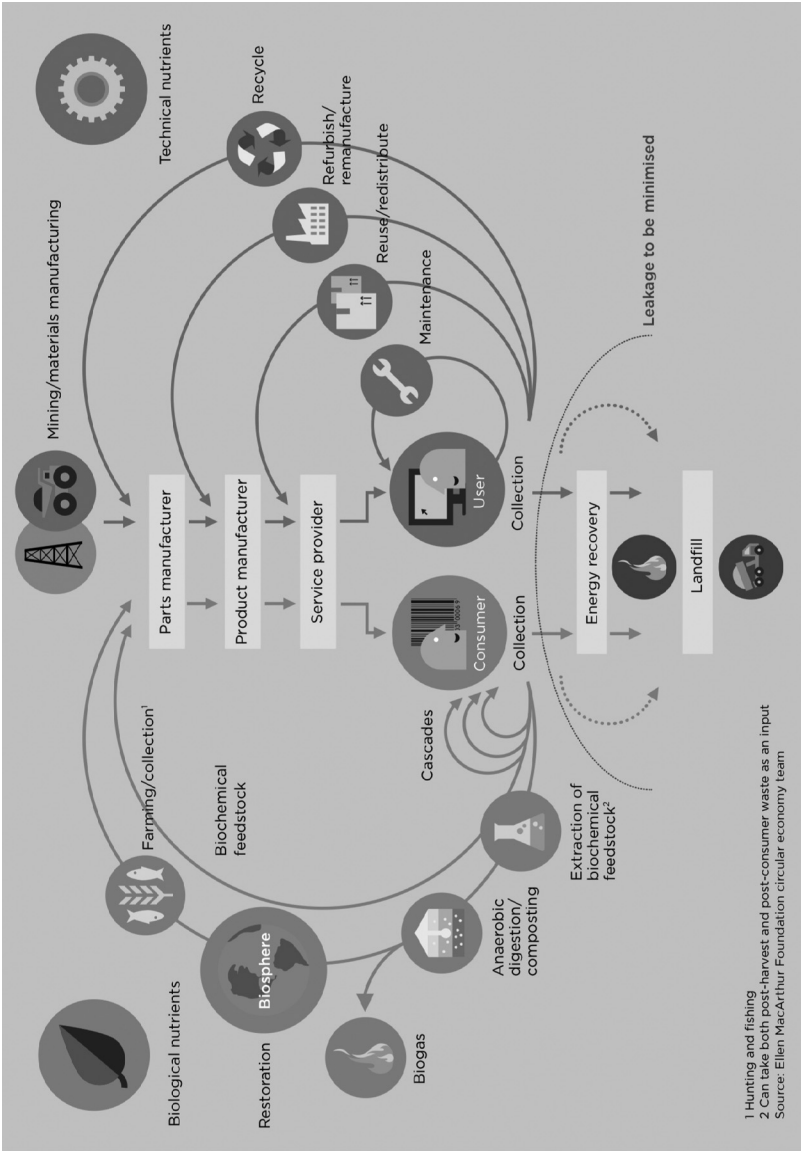 Biological nutrients
Technical nutrients
Mining/materials manufacturing
Farming/collection¹
Biochemical
feedstock
Restoration
Biosphere
Biogas
Anaerobic
digestion/
composting
Extraction of
biochemical
feedstock²
Cascades
Parts manufacturer
Product manufacturer
Service provider
Consumer
User
Collection
Collection
Recycle
Refurbish/
remanufacture
Reuse/redistribute
Maintenance
Energy recovery
Landfill
Leakage to be minimised
1 Hunting and fishing
2 Can take both post-harvest and post-consumer waste as an input
Source: Ellen MacArthur Foundation circular economy team